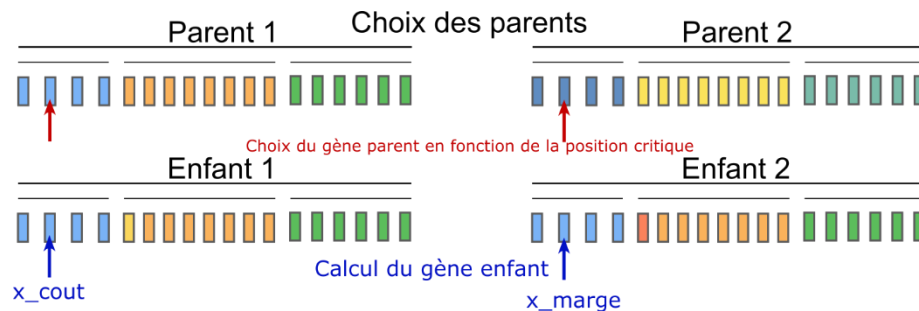 Choix des parents
Parent 1
Parent 2
Choix du gène parent en fonction de la position critique
Enfant 1
Enfant 2
Calcul du gène enfant
x_cout
x_marge